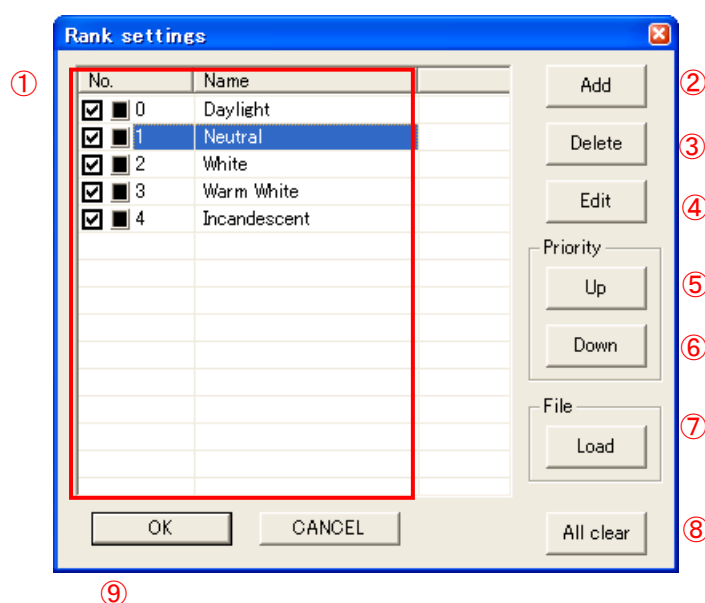 Rank settings
① No. Name Add ②
0 Daylight
1 Neutral Delete ③
2 White
3 Warm White Edit ④
4 Incandescent
Priority
Up ⑤
Down ⑥
File
Load ⑦
OK CANCEL All clear ⑧
⑨